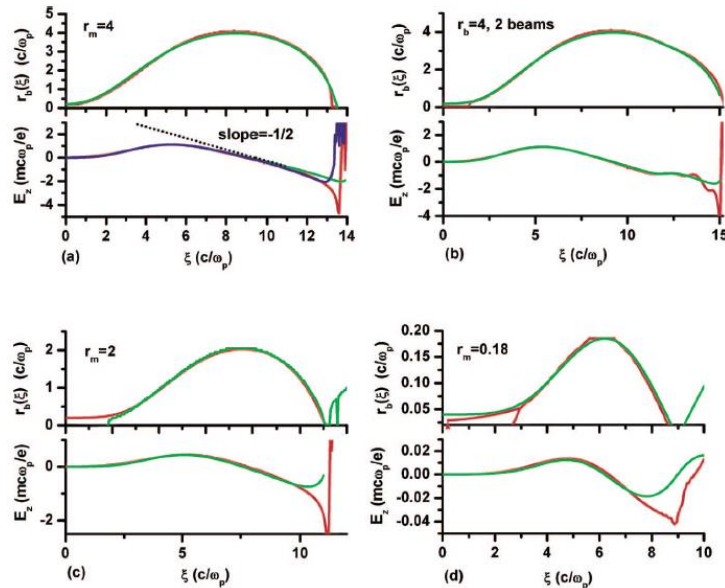 r_m=4
r_b(ξ) (c/ω_p)
5
4
3
2
1
0
E_z (mcω_p/e)
2
0
-2
-4
slope=-1/2
0 2 4 6 8 10 12 14
(a)
ξ (c/ω_p)
r_b=4, 2 beams
r_b(ξ) (c/ω_p)
4
2
0
E_z (mcω_p/e)
2
0
-2
-4
0 5 10 15
(b)
ξ (c/ω_p)
r_m=2
r_b(ξ) (c/ω_p)
2
1
0
E_z (mcω_p/e)
0
-2
0 5 10
(c)
ξ (c/ω_p)
r_m=0.18
r_b(ξ) (c/ω_p)
0.20
0.15
0.10
0.05
E_z (mcω_p/e)
0.02
0.00
-0.02
-0.04
0 2 4 6 8 10
(d)
ξ (c/ω_p)